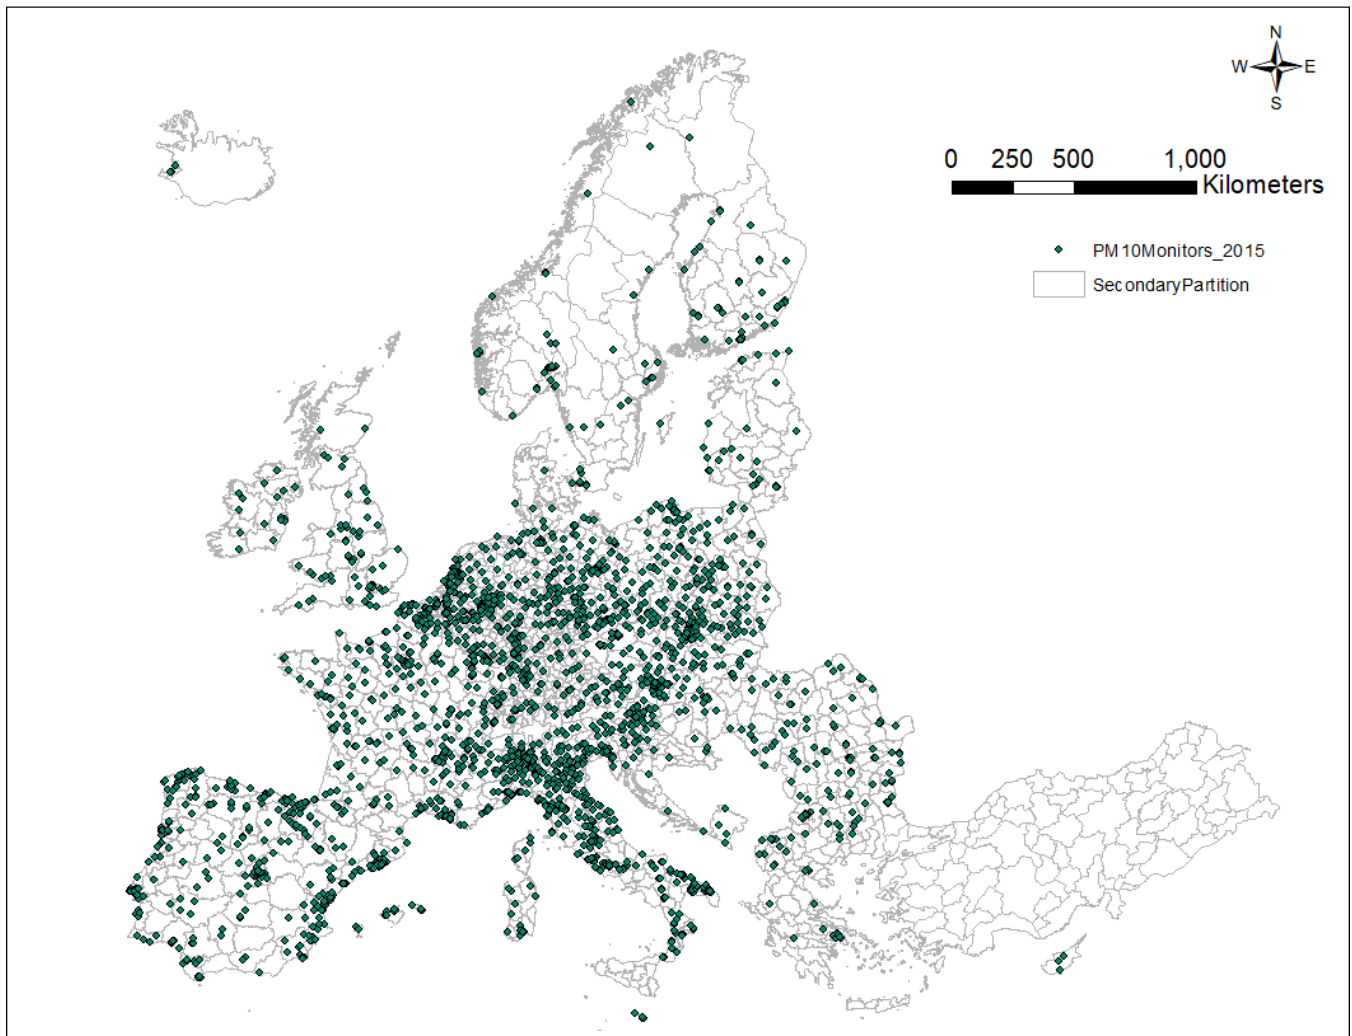 N
W E
S
0 250 500 1,000
Kilometers
PM10Monitors_2015
SecondaryPartition